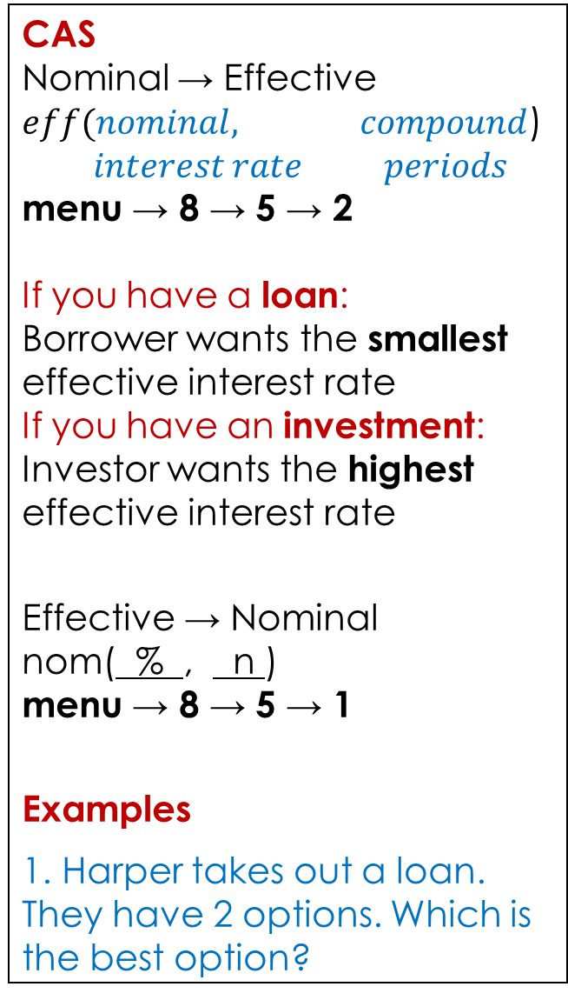 CAS
Nominal → Effective
eff(nominal, compound)
interest rate periods
menu → 8 → 5 → 2
If you have a loan:
Borrower wants the smallest
effective interest rate
If you have an investment:
Investor wants the highest
effective interest rate
Effective → Nominal
nom( % , n )
menu → 8 → 5 → 1
Examples
1. Harper takes out a loan.
They have 2 options. Which is
the best option?